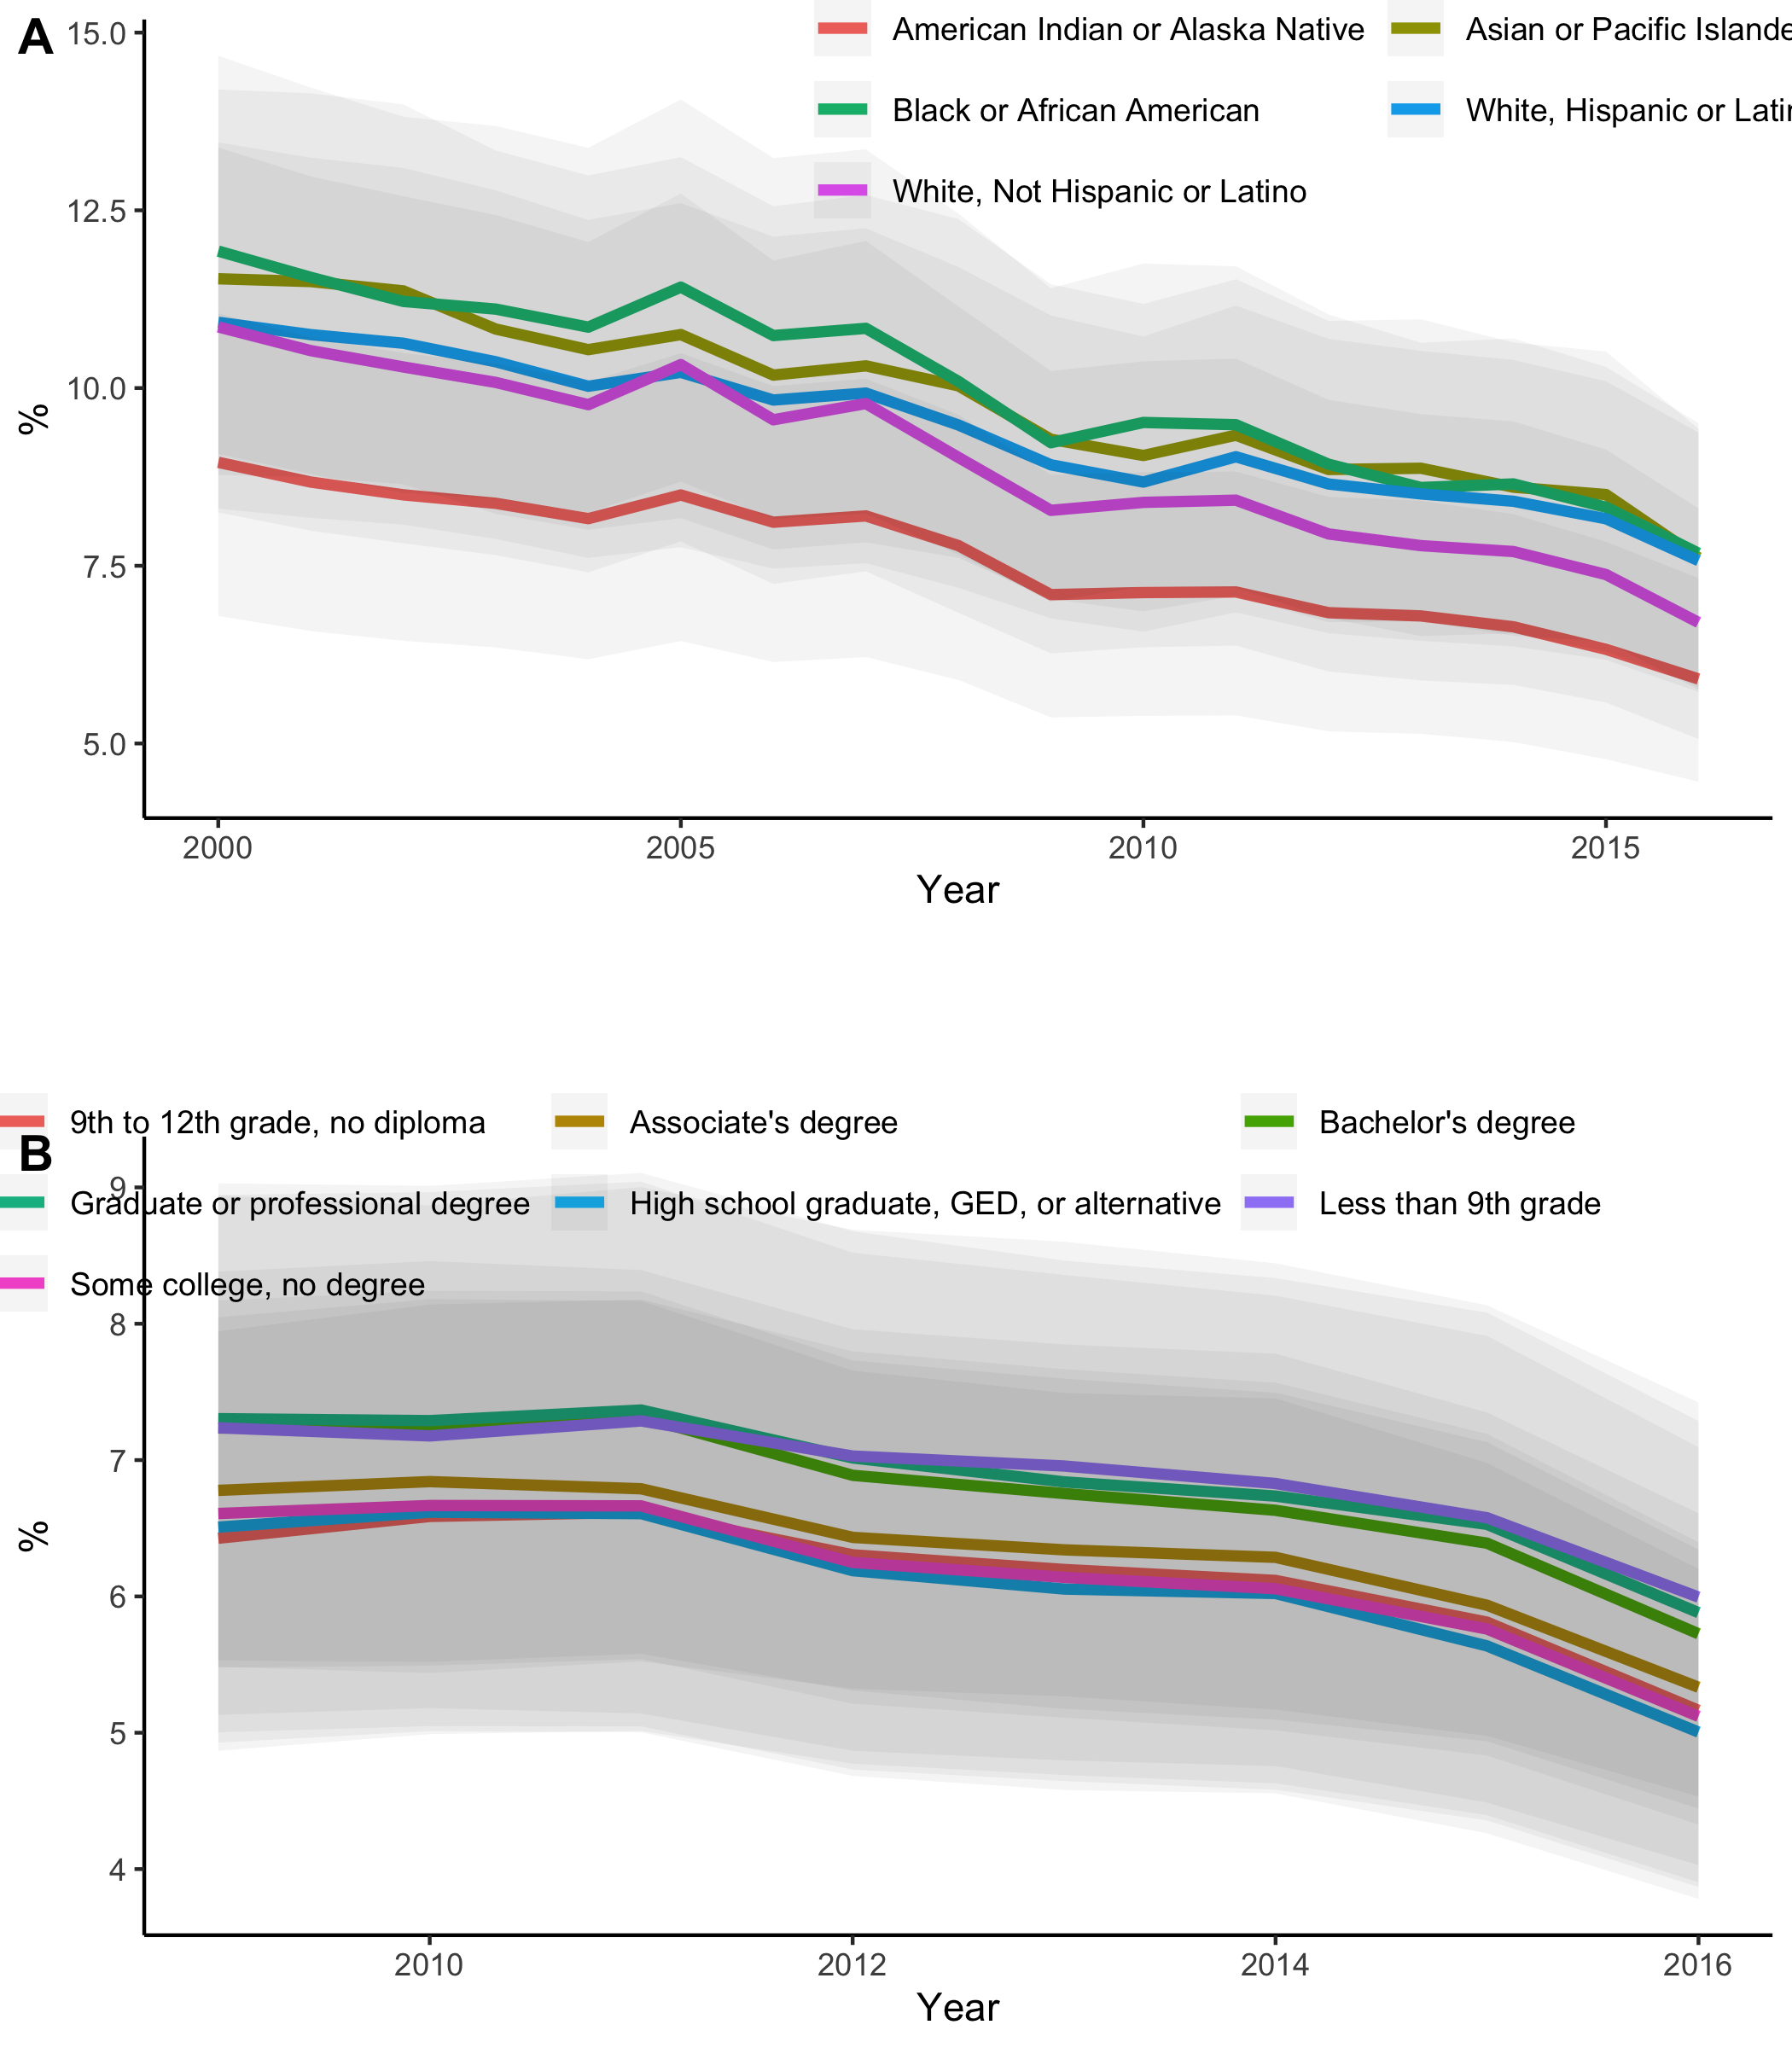 A
15.0
12.5
10.0
7.5
5.0
%
American Indian or Alaska Native
Asian or Pacific Islande
Black or African American
White, Hispanic or Lati
White, Not Hispanic or Latino
2000 2005 2010 2015
Year
B
9th to 12th grade, no diploma
Associate's degree
Bachelor's degree
Graduate or professional degree
High school graduate, GED, or alternative
Less than 9th grade
Some college, no degree
9
8
7
6
5
4
%
2010 2012 2014 2016
Year